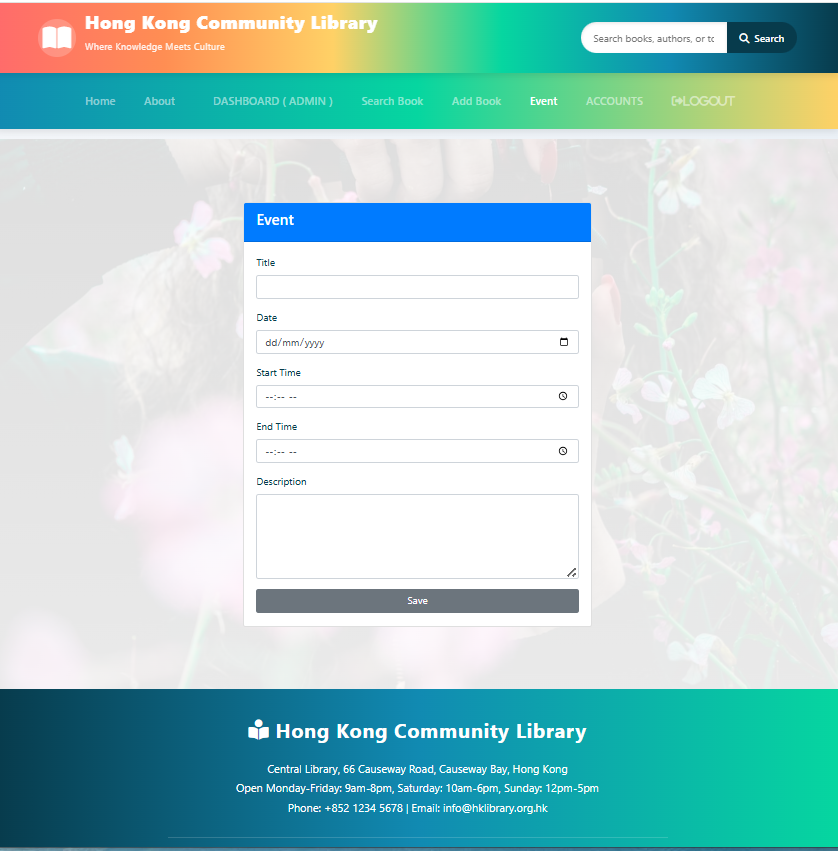 Hong Kong Community Library
Where Knowledge Meets Culture
Search books, authors, or to
Search
Home About DASHBOARD ( ADMIN ) Search Book Add Book Event ACCOUNTS LOGOUT
Event
Title
Date
dd/mm/yyyy
Start Time
--:-- --
End Time
--:-- --
Description
Save
Hong Kong Community Library
Central Library, 66 Causeway Road, Causeway Bay, Hong Kong
Open Monday-Friday: 9am-8pm, Saturday: 10am-6pm, Sunday: 12pm-5pm
Phone: +852 1234 5678 | Email: info@hklibrary.org.hk